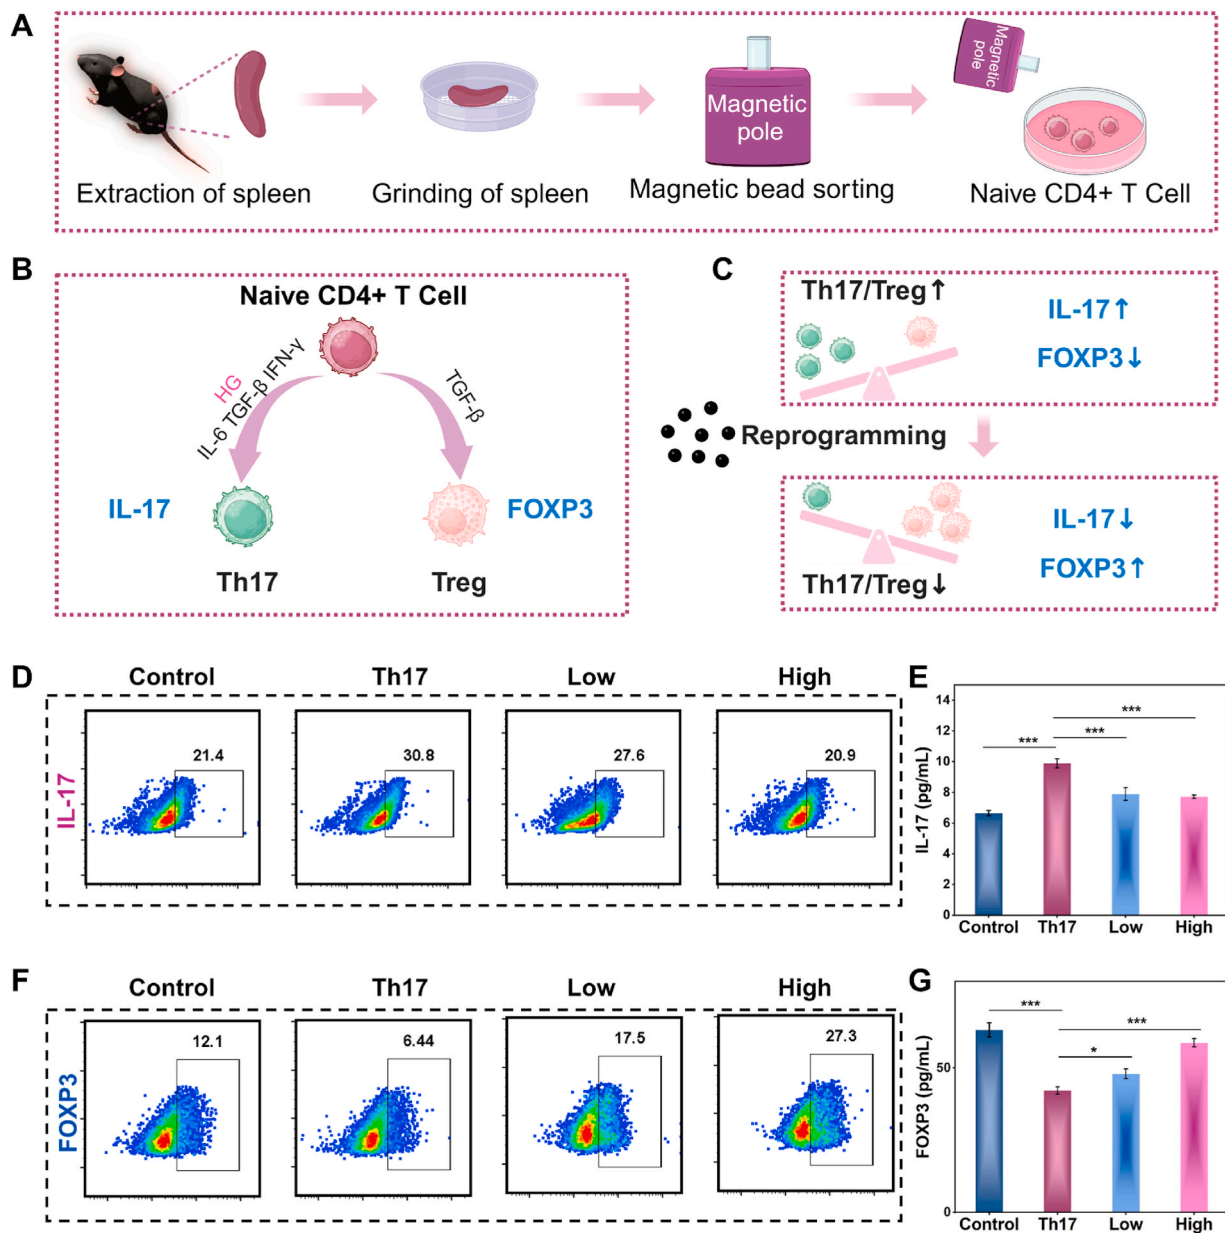 A
Magnetic pole
Magnetic pole
Extraction of spleen
Grinding of spleen
Magnetic bead sorting
Naive CD4+ T Cell
B
Naive CD4+ T Cell
HG
IL-6 TGF-β IFN-γ
TGF-β
IL-17
FOXP3
Th17
Treg
C
Th17/Treg↑
IL-17↑
FOXP3↓
Reprogramming
IL-17↓
FOXP3↑
Th17/Treg↓
D
Control
Th17
Low
High
IL-17
21.4
30.8
27.6
20.9
E
IL-17 (pg/mL)
14
12
10
8
6
4
2
0
***
***
***
Control
Th17
Low
High
F
Control
Th17
Low
High
FOXP3
12.1
6.44
17.5
27.3
G
FOXP3 (pg/mL)
50
0
***
***
*
Control
Th17
Low
High